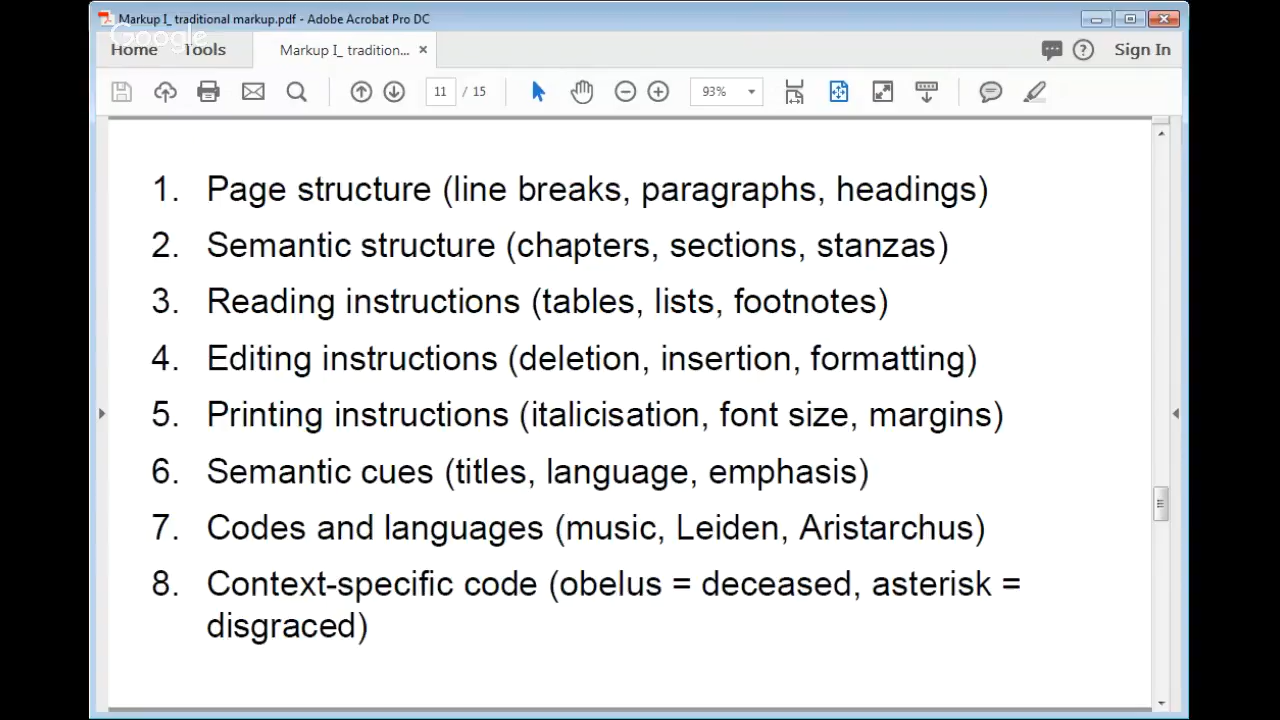 Markup I_ traditional markup.pdf - Adobe Acrobat Pro DC
Google
Home Tools Markup I_ tradition... × Sign In
11 / 15 93%
1. Page structure (line breaks, paragraphs, headings)
2. Semantic structure (chapters, sections, stanzas)
3. Reading instructions (tables, lists, footnotes)
4. Editing instructions (deletion, insertion, formatting)
5. Printing instructions (italicisation, font size, margins)
6. Semantic cues (titles, language, emphasis)
7. Codes and languages (music, Leiden, Aristarchus)
8. Context-specific code (obelus = deceased, asterisk =
disgraced)